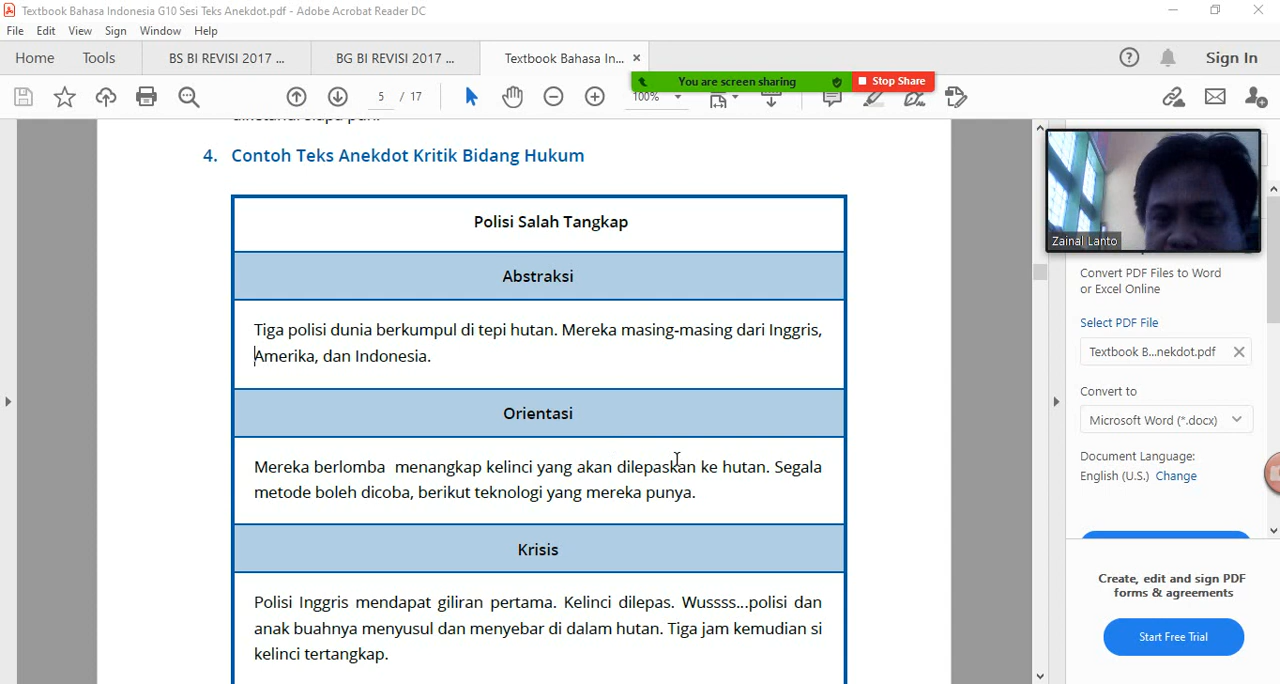 Textbook Bahasa Indonesia G10 Sesi Teks Anekdot.pdf - Adobe Acrobat Reader DC
File Edit View Sign Window Help
Home Tools BS BI REVISI 2017 ... BG BI REVISI 2017 ... Textbook Bahasa In... × Sign In
You are screen sharing Stop Share
5 / 17 100%
4. Contoh Teks Anekdot Kritik Bidang Hukum
Polisi Salah Tangkap
Abstraksi
Tiga polisi dunia berkumpul di tepi hutan. Mereka masing-masing dari Inggris,
Amerika, dan Indonesia.
Orientasi
Mereka berlomba menangkap kelinci yang akan dilepaskan ke hutan. Segala
metode boleh dicoba, berikut teknologi yang mereka punya.
Krisis
Polisi Inggris mendapat giliran pertama. Kelinci dilepas. Wussss...polisi dan
anak buahnya menyusul dan menyebar di dalam hutan. Tiga jam kemudian si
kelinci tertangkap.
Zainal Lanto
Convert PDF Files to Word
or Excel Online
Select PDF File
Textbook B...nekdot.pdf
Convert to
Microsoft Word (*.docx)
Document Language:
English (U.S.) Change
Create, edit and sign PDF
forms & agreements
Start Free Trial